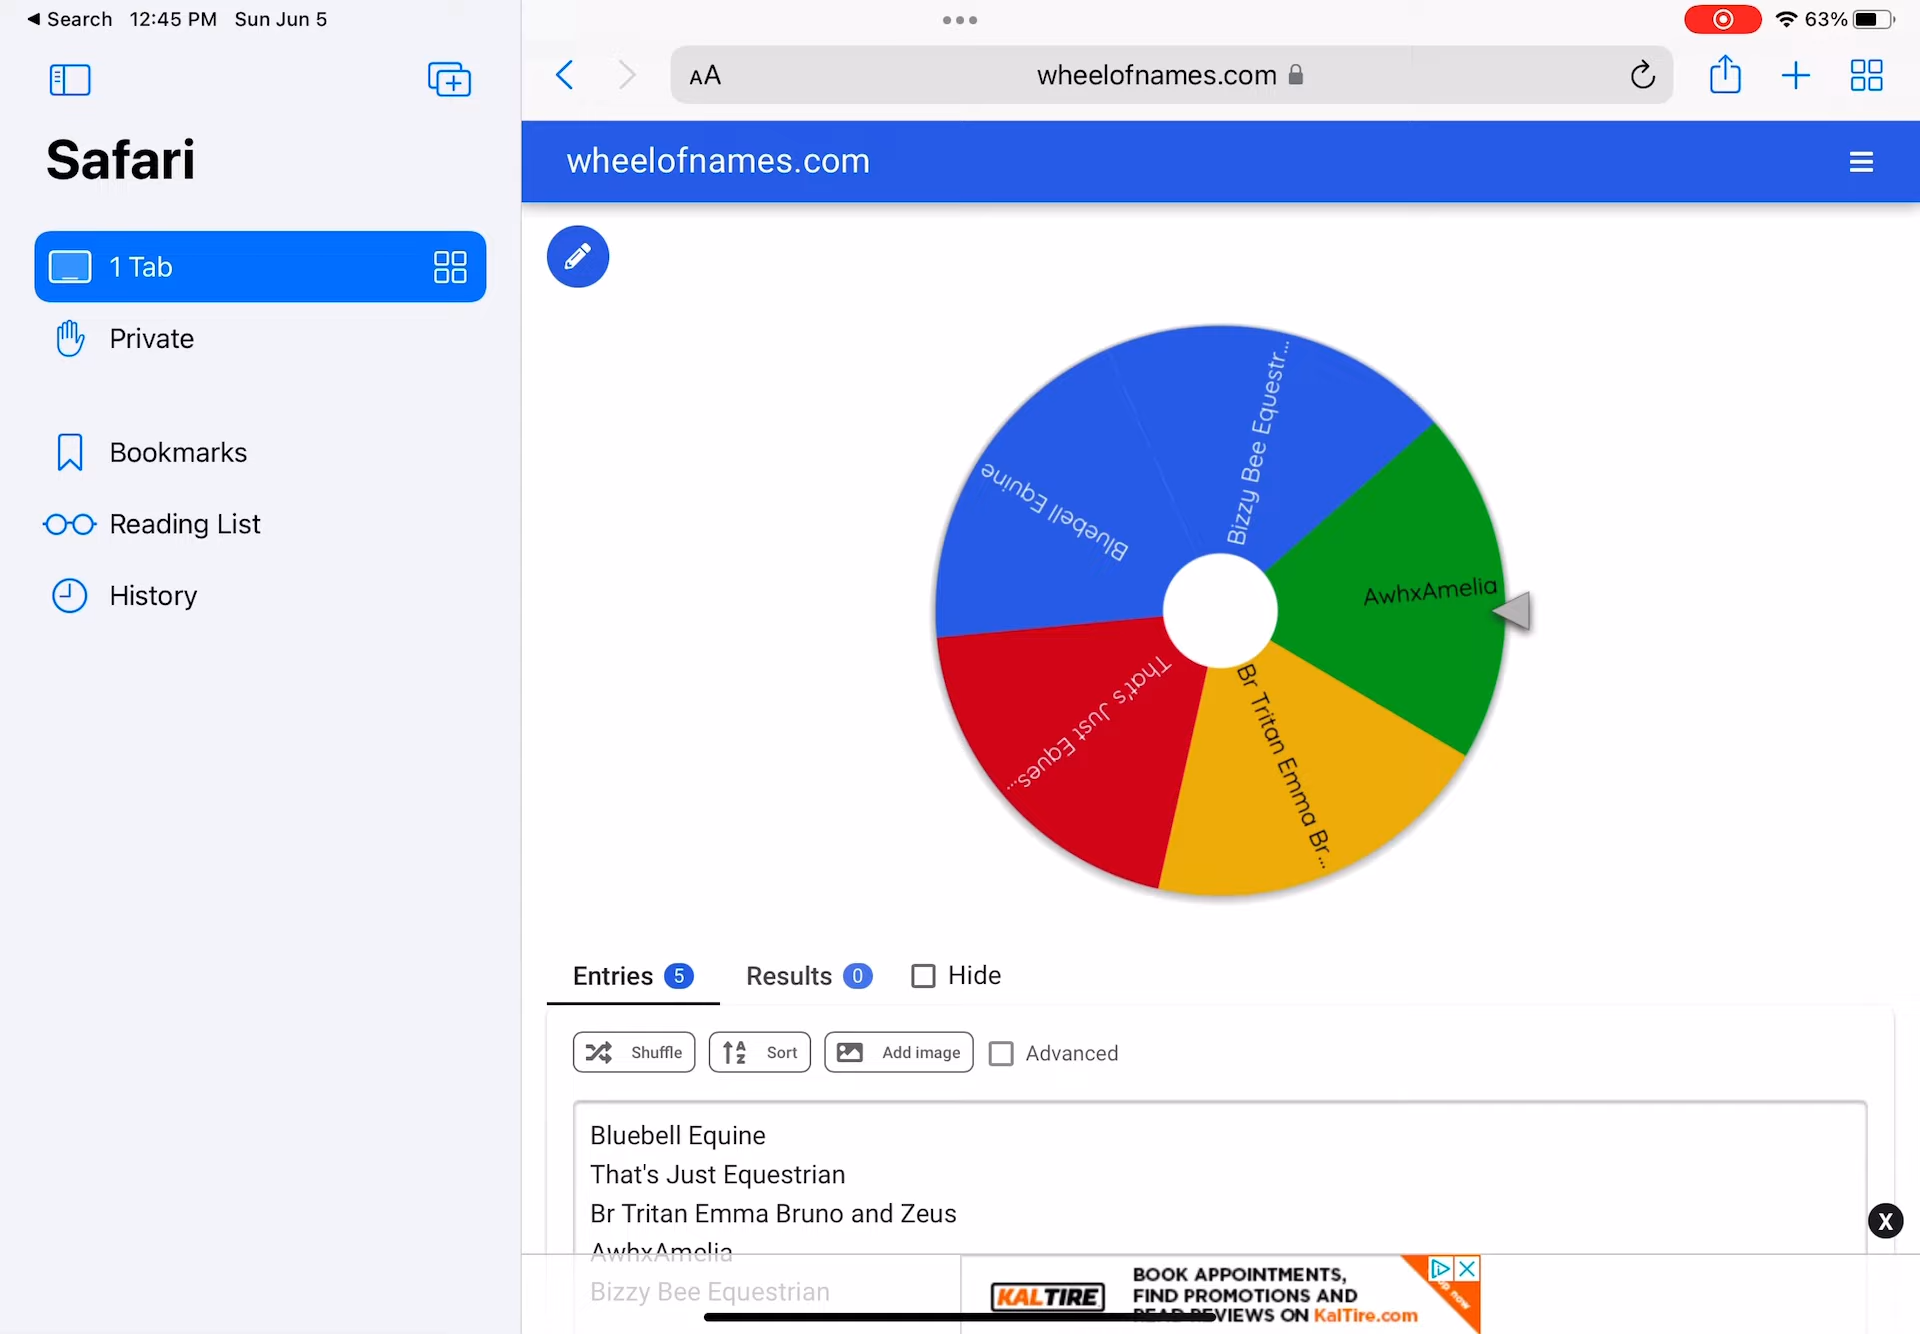 Search 12:45 PM Sun Jun 5
63%
Safari
1 Tab
Private
Bookmarks
Reading List
History
AA
wheelofnames.com
wheelofnames.com
Bizzy Bee Equestr...
Bluebell Equine
AwhxAmelia
That's Just Eques...
Br Tritan Emma Br...
Entries 5 Results 0 Hide
Shuffle Sort Add image Advanced
Bluebell Equine
That's Just Equestrian
Br Tritan Emma Bruno and Zeus
AwhxAmelia
Bizzy Bee Equestrian
X
KALTIRE
BOOK APPOINTMENTS,
FIND PROMOTIONS AND
READ REVIEWS ON KalTire.com